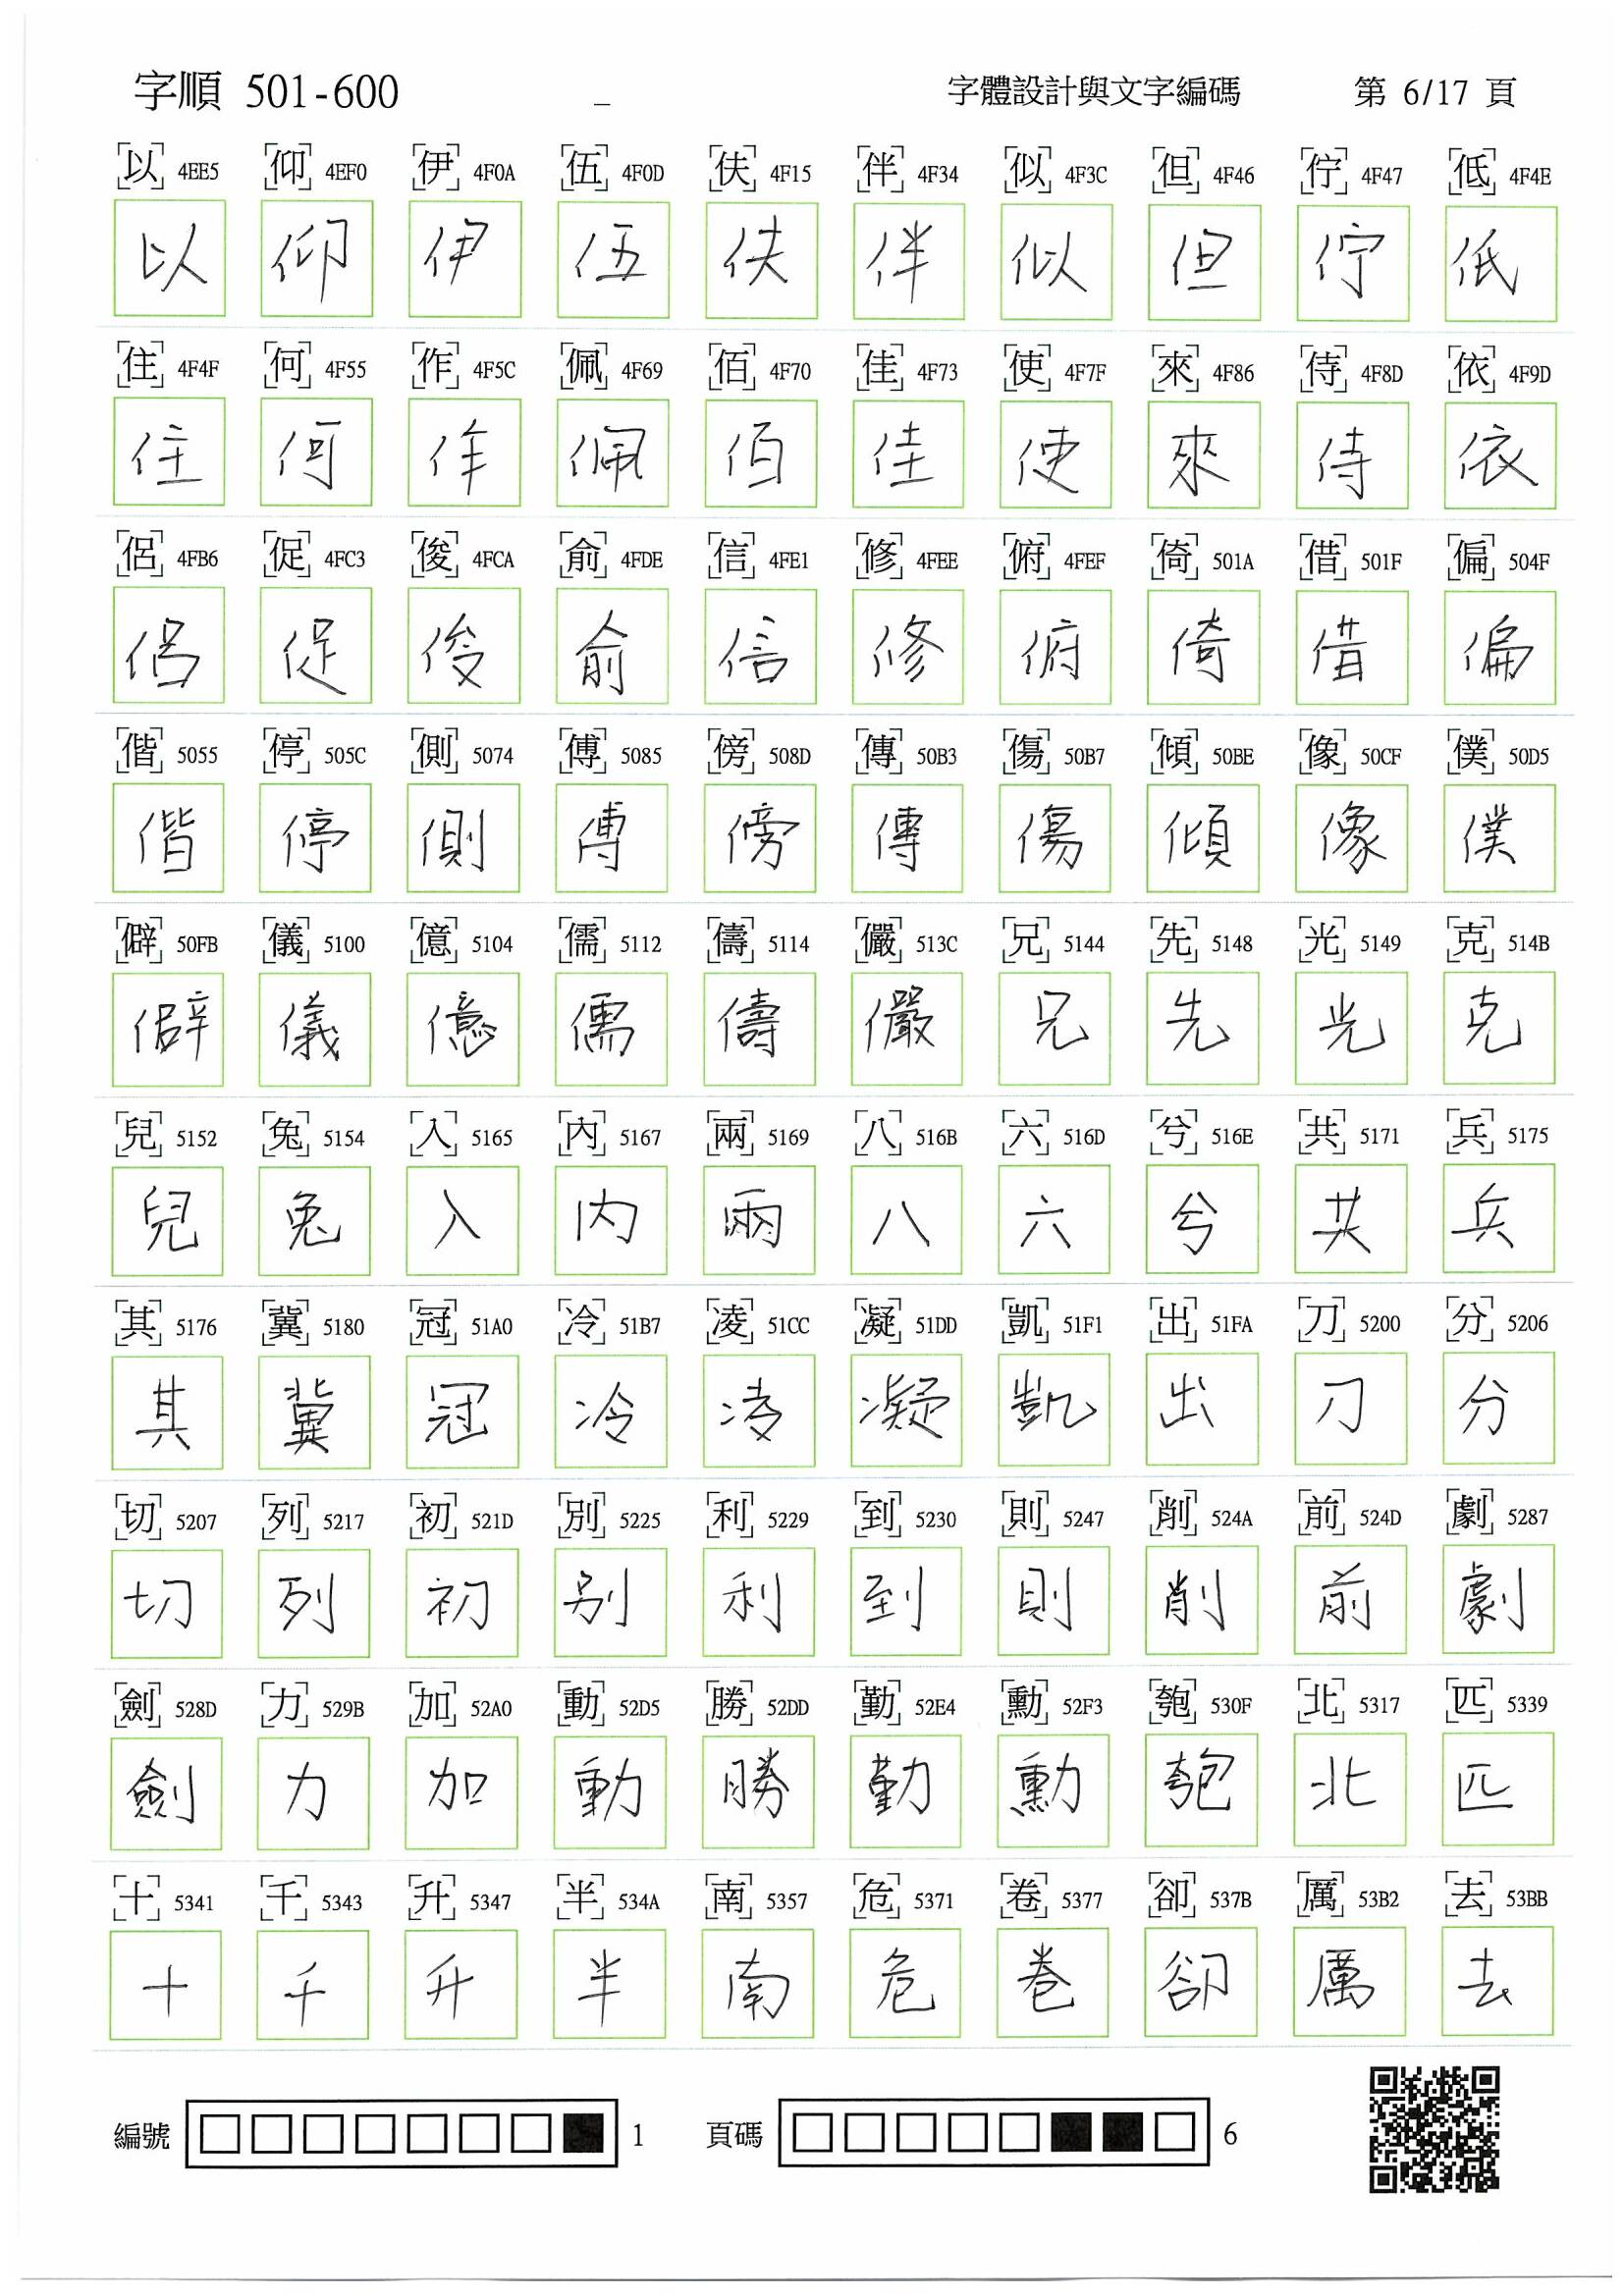 字順 501-600 _ 字體設計與文字編碼 第 6/17 頁
以 4EE5 仰 4EF0 伊 4F0A 伍 4F0D 伕 4F15 伴 4F34 似 4F3C 但 4F46 佇 4F47 低 4F4E
以 仰 伊 伍 伕 伴 似 但 佇 低
住 4F4F 何 4F55 作 4F5C 佩 4F69 佰 4F70 佳 4F73 使 4F7F 來 4F86 侍 4F8D 依 4F9D
住 何 作 佩 佰 佳 使 來 侍 依
侶 4FB6 促 4FC3 俊 4FCA 俞 4FDE 信 4FE1 修 4FEE 俯 4FEF 倚 501A 借 501F 偏 504F
侶 促 俊 俞 信 修 俯 倚 借 偏
偕 5055 停 505C 側 5074 傅 5085 傍 508D 傳 50B3 傷 50B7 傾 50BE 像 50CF 僕 50D5
偕 停 側 傅 傍 傳 傷 傾 像 僕
僻 50FB 儀 5100 億 5104 儒 5112 儔 5114 儼 513C 兄 5144 先 5148 光 5149 克 514B
僻 儀 億 儒 儔 儼 兄 先 光 克
兒 5152 兔 5154 入 5165 內 5167 兩 5169 八 516B 六 516D 兮 516E 共 5171 兵 5175
兒 兔 入 內 兩 八 六 兮 共 兵
其 5176 冀 5180 冠 51A0 冷 51B7 凌 51CC 凝 51DD 凱 51F1 出 51FA 刀 5200 分 5206
其 冀 冠 冷 凌 凝 凱 出 刀 分
切 5207 列 5217 初 521D 別 5225 利 5229 到 5230 則 5247 削 524A 前 524D 劇 5287
切 列 初 別 利 到 則 削 前 劇
劍 528D 力 529B 加 52A0 動 52D5 勝 52DD 勤 52E4 勳 52F3 匏 530F 北 5317 匹 5339
劍 力 加 動 勝 勤 勳 匏 北 匹
十 5341 千 5343 升 5347 半 534A 南 5357 危 5371 卷 5377 卻 537B 厲 53B2 去 53BB
十 千 升 半 南 危 卷 卻 厲 去
編號 1 頁碼 6